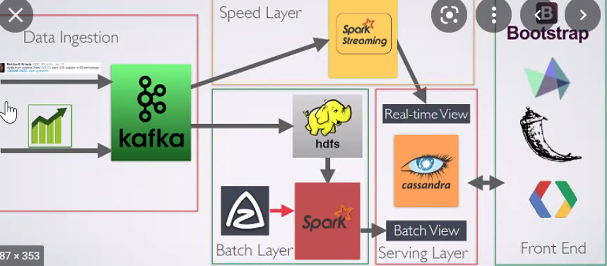 Speed Layer
Data Ingestion
Spark
Streaming
Bootstrap
B
kafka
hdfs
Real-time View
cassandra
Spark
Batch View
Batch Layer
Serving Layer
Front End
87 × 353